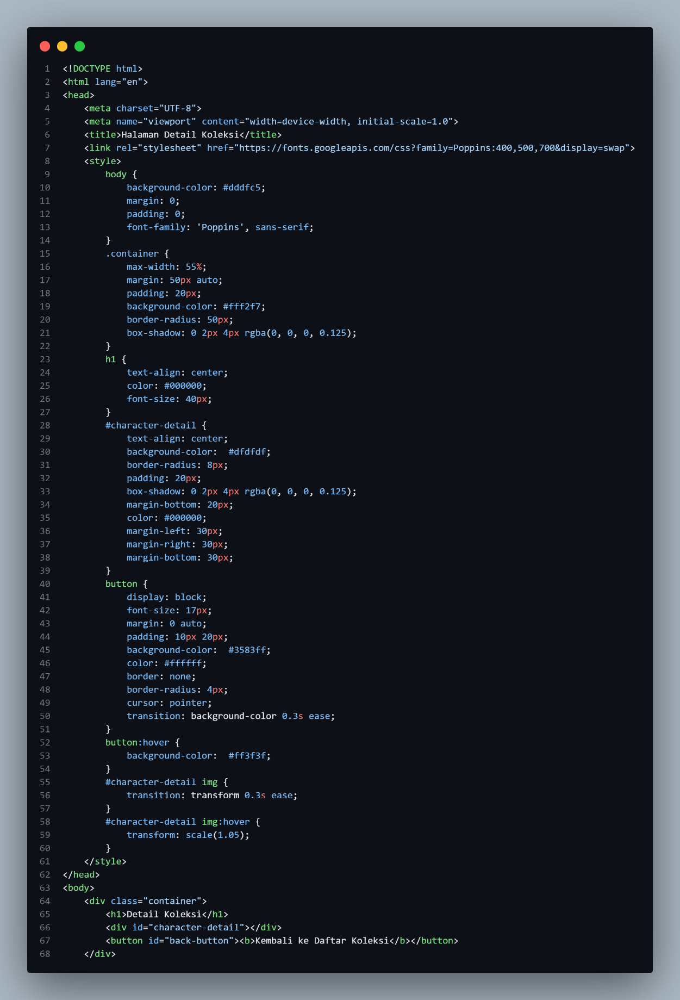 1 <!DOCTYPE html>
2 <html lang="en">
3 <head>
4     <meta charset="UTF-8">
5     <meta name="viewport" content="width=device-width, initial-scale=1.0">
6     <title>Halaman Detail Koleksi</title>
7     <link rel="stylesheet" href="https://fonts.googleapis.com/css?family=Poppins:400,500,700&display=swap">
8     <style>
9         body {
10             background-color: #dddfc5;
11             margin: 0;
12             padding: 0;
13             font-family: 'Poppins', sans-serif;
14         }
15         .container {
16             max-width: 55%;
17             margin: 50px auto;
18             padding: 20px;
19             background-color: #fff2f7;
20             border-radius: 50px;
21             box-shadow: 0 2px 4px rgba(0, 0, 0, 0.125);
22         }
23         h1 {
24             text-align: center;
25             color: #000000;
26             font-size: 40px;
27         }
28         #character-detail {
29             text-align: center;
30             background-color:  #dfdfdf;
31             border-radius: 8px;
32             padding: 20px;
33             box-shadow: 0 2px 4px rgba(0, 0, 0, 0.125);
34             margin-bottom: 20px;
35             color: #000000;
36             margin-left: 30px;
37             margin-right: 30px;
38             margin-bottom: 30px;
39         }
40         button {
41             display: block;
42             font-size: 17px;
43             margin: 0 auto;
44             padding: 10px 20px;
45             background-color:  #3583ff;
46             color: #ffffff;
47             border: none;
48             border-radius: 4px;
49             cursor: pointer;
50             transition: background-color 0.3s ease;
51         }
52         button:hover {
53             background-color:  #ff3f3f;
54         }
55         #character-detail img {
56             transition: transform 0.3s ease;
57         }
58         #character-detail img:hover {
59             transform: scale(1.05);
60         }
61     </style>
62 </head>
63 <body>
64     <div class="container">
65         <h1>Detail Koleksi</h1>
66         <div id="character-detail"></div>
67         <button id="back-button"><b>Kembali ke Daftar Koleksi</b></button>
68     </div>